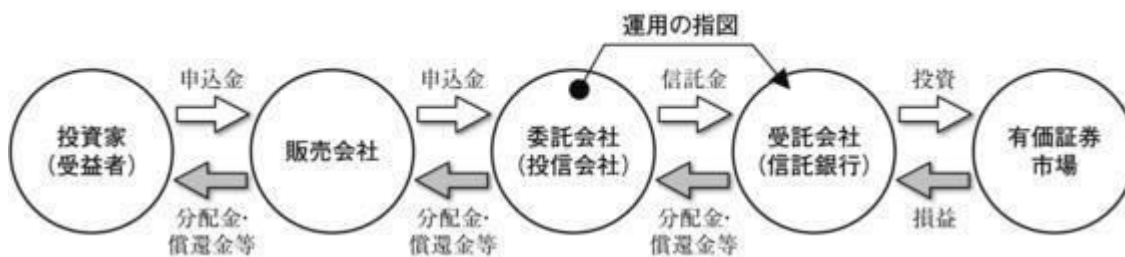 運用の指図
申込金
申込金
信託金
投資
投資家
(受益者)
販売会社
委託会社
(投信会社)
受託会社
(信託銀行)
有価証券
市場
分配金・
償還金等
分配金・
償還金等
分配金・
償還金等
損益